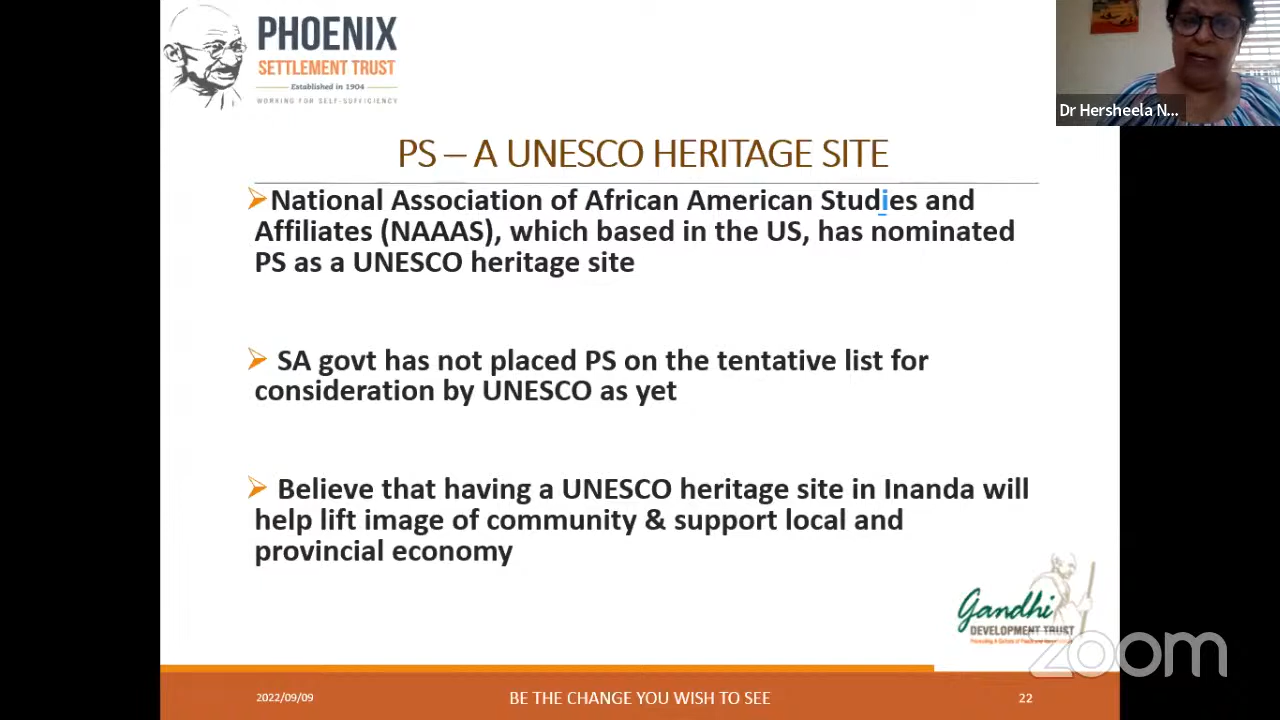 PHOENIX
SETTLEMENT TRUST
Established in 1904
WORKING FOR SELF-SUFFICIENCY
Dr Hersheela N...
PS – A UNESCO HERITAGE SITE
National Association of African American Studies and
Affiliates (NAAAS), which based in the US, has nominated
PS as a UNESCO heritage site
SA govt has not placed PS on the tentative list for
consideration by UNESCO as yet
Believe that having a UNESCO heritage site in Inanda will
help lift image of community & support local and
provincial economy
Gandhi
DEVELOPMENT TRUST
zoom
2022/09/09
BE THE CHANGE YOU WISH TO SEE
22